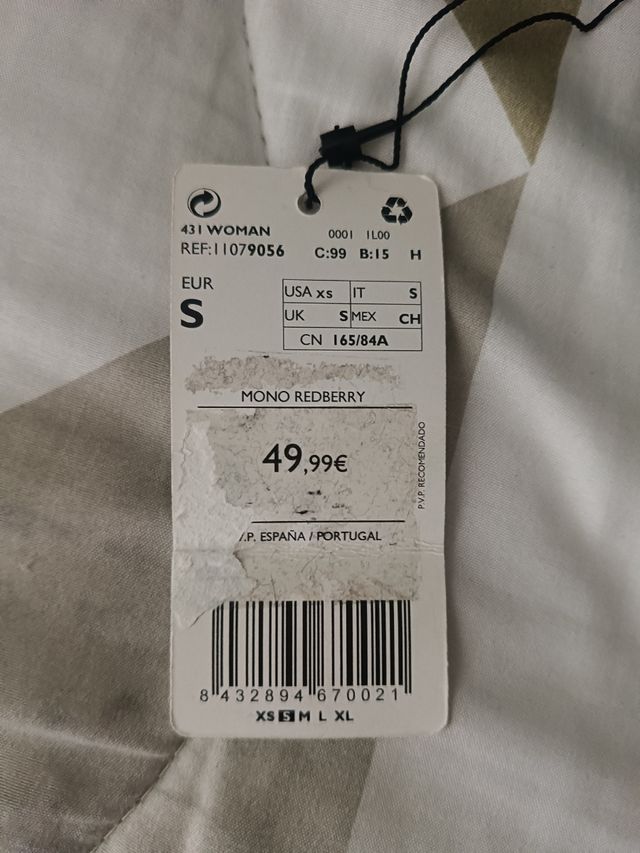 431 WOMAN
0001 1L00
REF:11079056 C:99 B:15 H
EUR
S
USA XS IT S
UK S MEX CH
CN 165/84A
MONO REDBERRY
49,99€
P.V.P. RECOMENDADO
.P. ESPAÑA / PORTUGAL
8 432894 670021
XS S M L XL